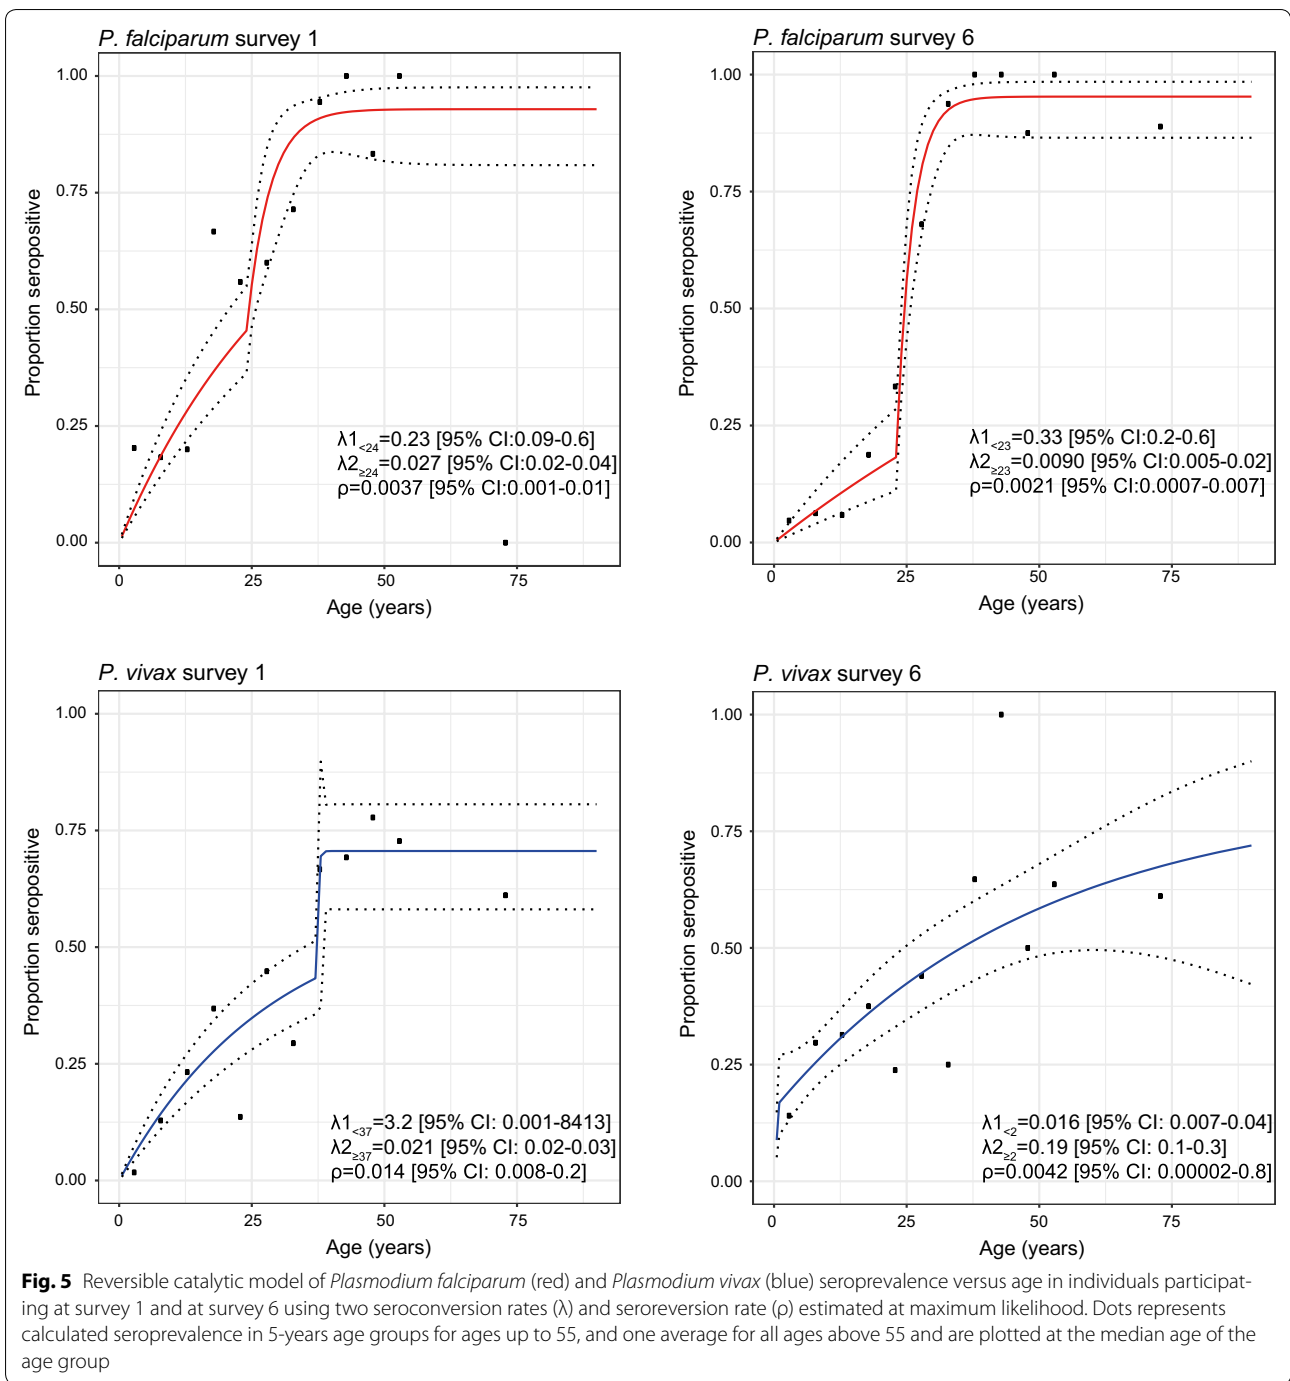 P. falciparum survey 1
Proportion seropositive
1.00
0.75
0.50
0.25
0.00
λ1<24=0.23 [95% CI:0.09-0.6]
λ2≥24=0.027 [95% CI:0.02-0.04]
ρ=0.0037 [95% CI:0.001-0.01]
0 25 50 75
Age (years)
P. falciparum survey 6
Proportion seropositive
1.00
0.75
0.50
0.25
0.00
λ1<23=0.33 [95% CI:0.2-0.6]
λ2≥23=0.0090 [95% CI:0.005-0.02]
ρ=0.0021 [95% CI:0.0007-0.007]
0 25 50 75
Age (years)
P. vivax survey 1
Proportion seropositive
1.00
0.75
0.50
0.25
0.00
λ1<37=3.2 [95% CI: 0.001-8413]
λ2≥37=0.021 [95% CI: 0.02-0.03]
ρ=0.014 [95% CI: 0.008-0.2]
0 25 50 75
Age (years)
P. vivax survey 6
Proportion seropositive
1.00
0.75
0.50
0.25
0.00
λ1<2=0.016 [95% CI: 0.007-0.04]
λ2≥2=0.19 [95% CI: 0.1-0.3]
ρ=0.0042 [95% CI: 0.00002-0.8]
0 25 50 75
Age (years)
Fig. 5 Reversible catalytic model of Plasmodium falciparum (red) and Plasmodium vivax (blue) seroprevalence versus age in individuals participat-
ing at survey 1 and at survey 6 using two seroconversion rates (λ) and seroreversion rate (ρ) estimated at maximum likelihood. Dots represents
calculated seroprevalence in 5-years age groups for ages up to 55, and one average for all ages above 55 and are plotted at the median age of the
age group